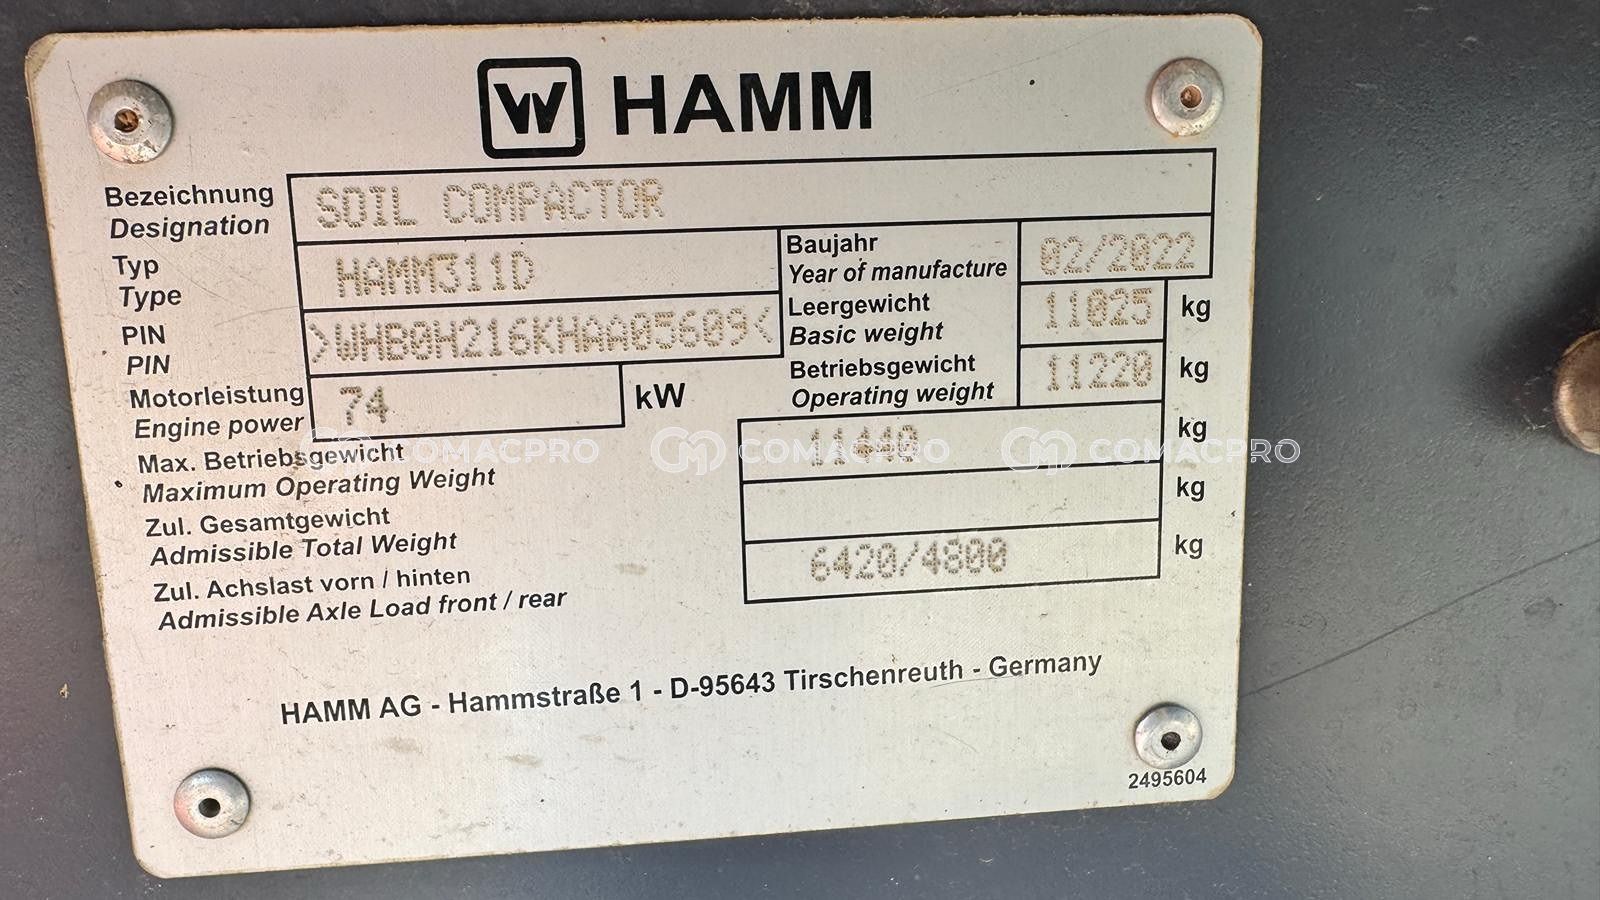 HAMM
Bezeichnung
Designation
SOIL COMPACTOR
Typ
Type
HAMM311D
Baujahr
Year of manufacture
02/2022
PIN
PIN
>WHB0H216KHAA05609<
Leergewicht
Basic weight
11025 kg
Motorleistung
Engine power
74 kW
Betriebsgewicht
Operating weight
11220 kg
Max. Betriebsgewicht
Maximum Operating Weight
11440 kg
Zul. Gesamtgewicht
Admissible Total Weight
kg
Zul. Achslast vorn / hinten
Admissible Axle Load front / rear
6420/4800 kg
COMACPRO COMACPRO COMACPRO
HAMM AG - Hammstraße 1 - D-95643 Tirschenreuth - Germany
2495604